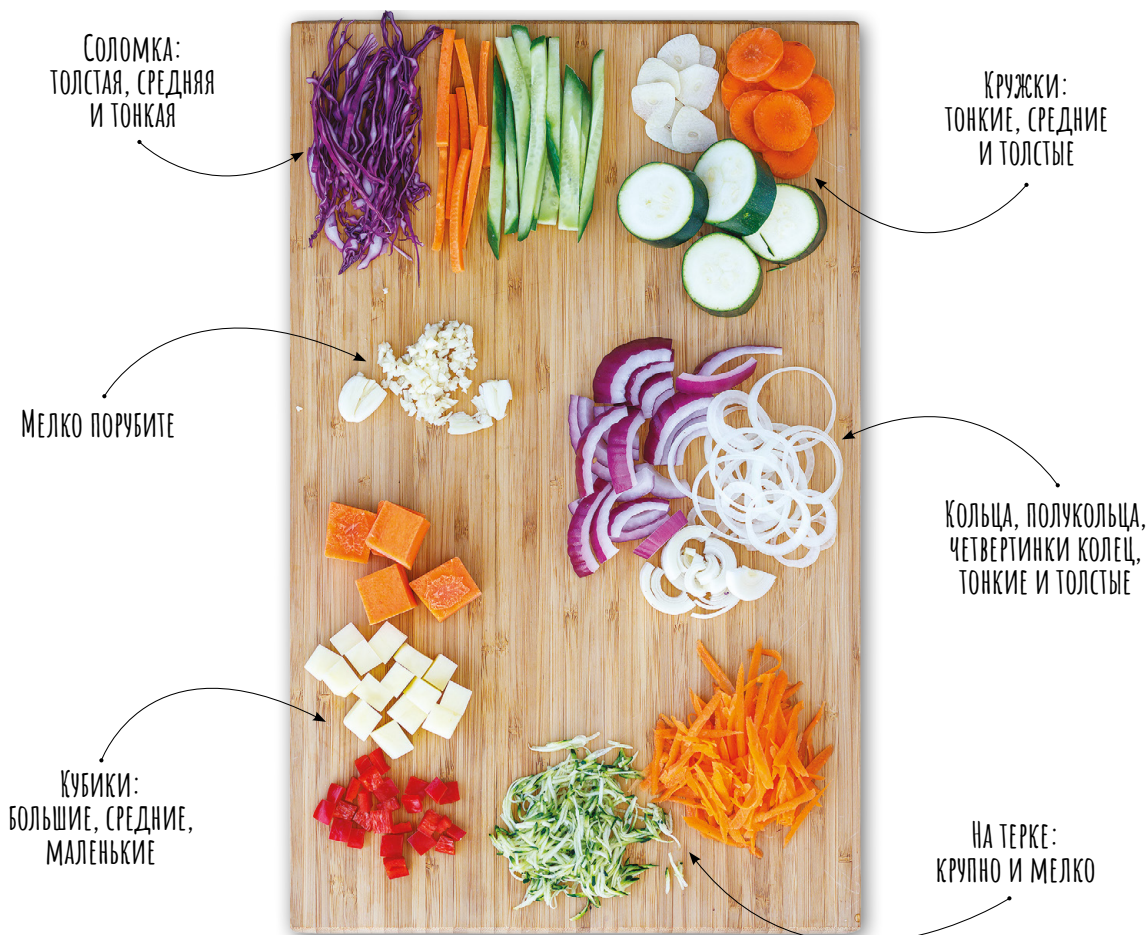 Соломка:
толстая, средняя
и тонкая
Кружки:
тонкие, средние
и толстые
Мелко порубите
Кольца, полукольца,
четвертинки колец,
тонкие и толстые
Кубики:
большие, средние,
маленькие
На терке:
крупно и мелко